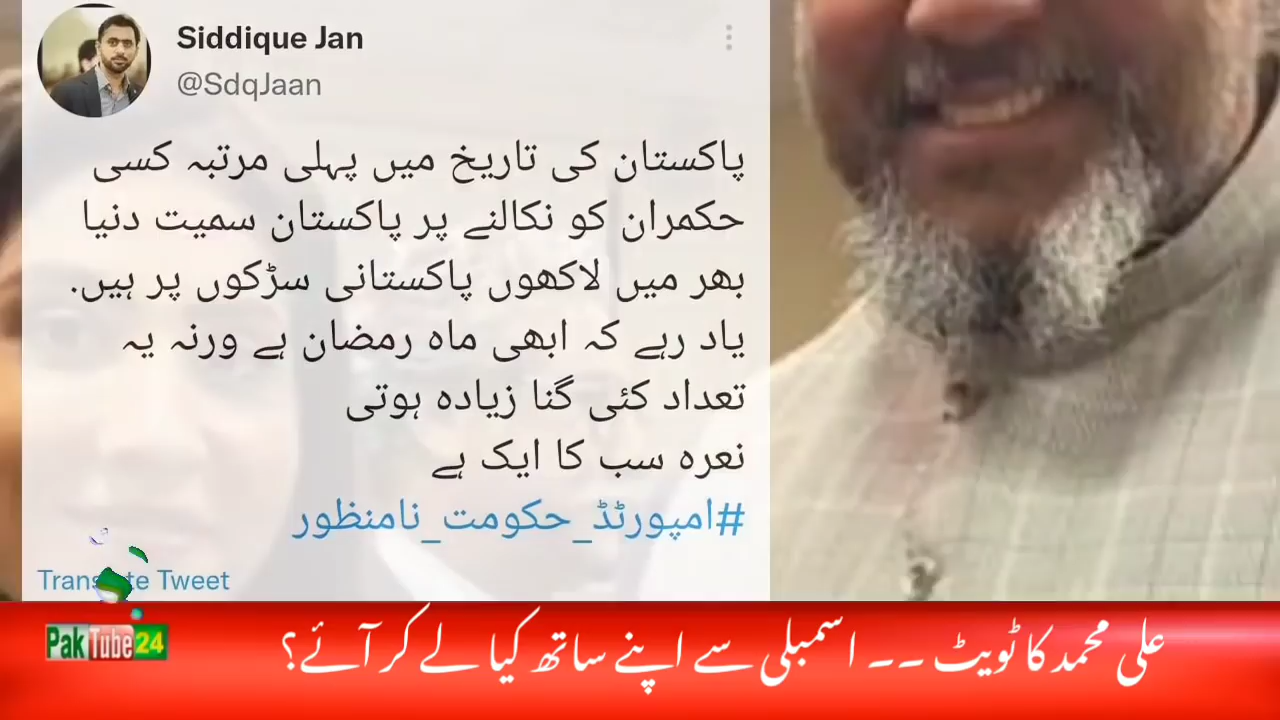 Siddique Jan
@SdqJaan
پاکستان کی تاریخ میں پہلی مرتبہ کسی
حکمران کو نکالنے پر پاکستان سمیت دنیا
بھر میں لاکھوں پاکستانی سڑکوں پر ہیں.
یاد رہے کہ ابھی ماہ رمضان ہے ورنہ یہ
تعداد کئی گنا زیادہ ہوتی
نعرہ سب کا ایک ہے
#امپورٹڈ_حکومت_نامنظور
Translate Tweet
PakTube24
علی محمد کا ٹویٹ ۔۔ اسمبلی سے اپنے ساتھ کیا لے کر آئے؟